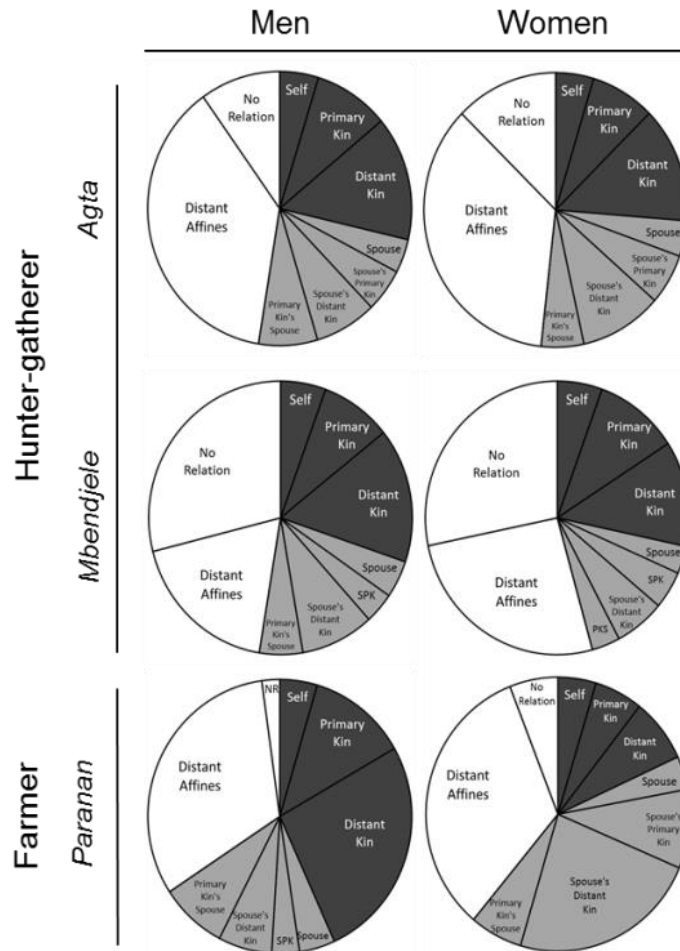 Men
Women
Hunter-gatherer
Farmer
Agta
Mbendjele
Paranan
Self
Primary
Kin
Distant
Kin
Spouse
Spouse's
Primary
Kin
Spouse's
Distant
Kin
Primary
Kin's
Spouse
Distant
Affines
No
Relation
Self
Primary
Kin
Distant
Kin
Spouse
Spouse's
Primary
Kin
Spouse's
Distant
Kin
Primary
Kin's
Spouse
Distant
Affines
No
Relation
Self
Primary
Kin
Distant
Kin
Spouse
SPK
Spouse's
Distant
Kin
Primary
Kin's
Spouse
Distant
Affines
No
Relation
Self
Primary
Kin
Distant
Kin
Spouse
SPK
Spouse's
Distant
Kin
PKS
Distant
Affines
No
Relation
Self
Primary
Kin
Distant
Kin
Spouse
SPK
Spouse's
Distant
Kin
Primary
Kin's
Spouse
Distant
Affines
NR
Self
Primary
Kin
Distant
Kin
Spouse
Spouse's
Primary
Kin
Spouse's
Distant
Kin
Primary
Kin's
Spouse
Distant
Affines
No
Relation